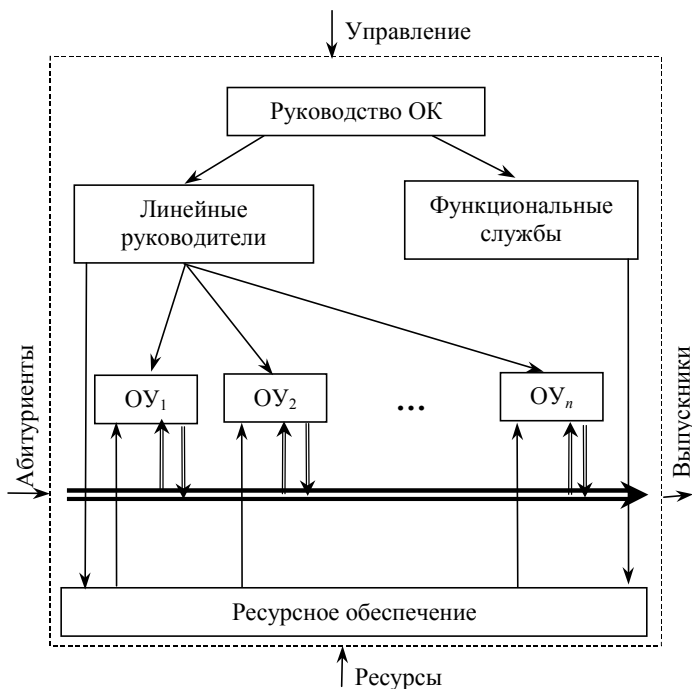 Управление
Руководство ОК
Линейные
руководители
Функциональные
службы
Абитуриенты
ОУ1
ОУ2
...
ОУn
Выпускники
Ресурсное обеспечение
Ресурсы